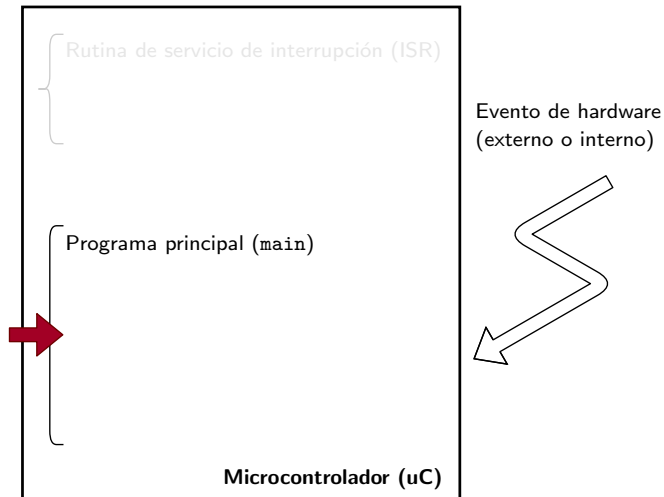 Rutina de servicio de interrupción (ISR)
Evento de hardware
(externo o interno)
Programa principal (main)
Microcontrolador (uC)